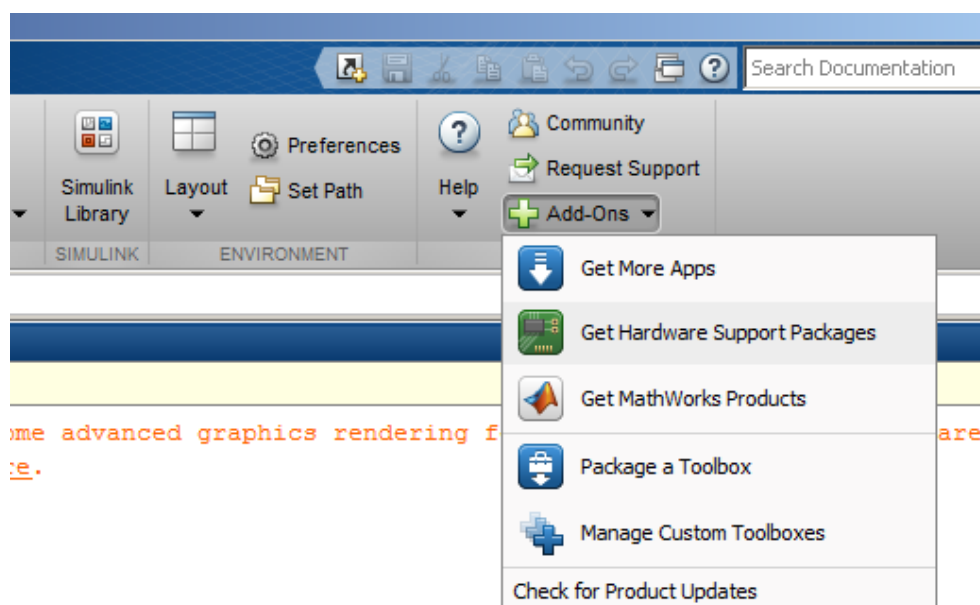 Search Documentation
Simulink
Library
Layout
Preferences
Set Path
Help
Community
Request Support
Add-Ons
SIMULINK
ENVIRONMENT
Get More Apps
Get Hardware Support Packages
Get MathWorks Products
Package a Toolbox
Manage Custom Toolboxes
Check for Product Updates
ome advanced graphics rendering f are
re.